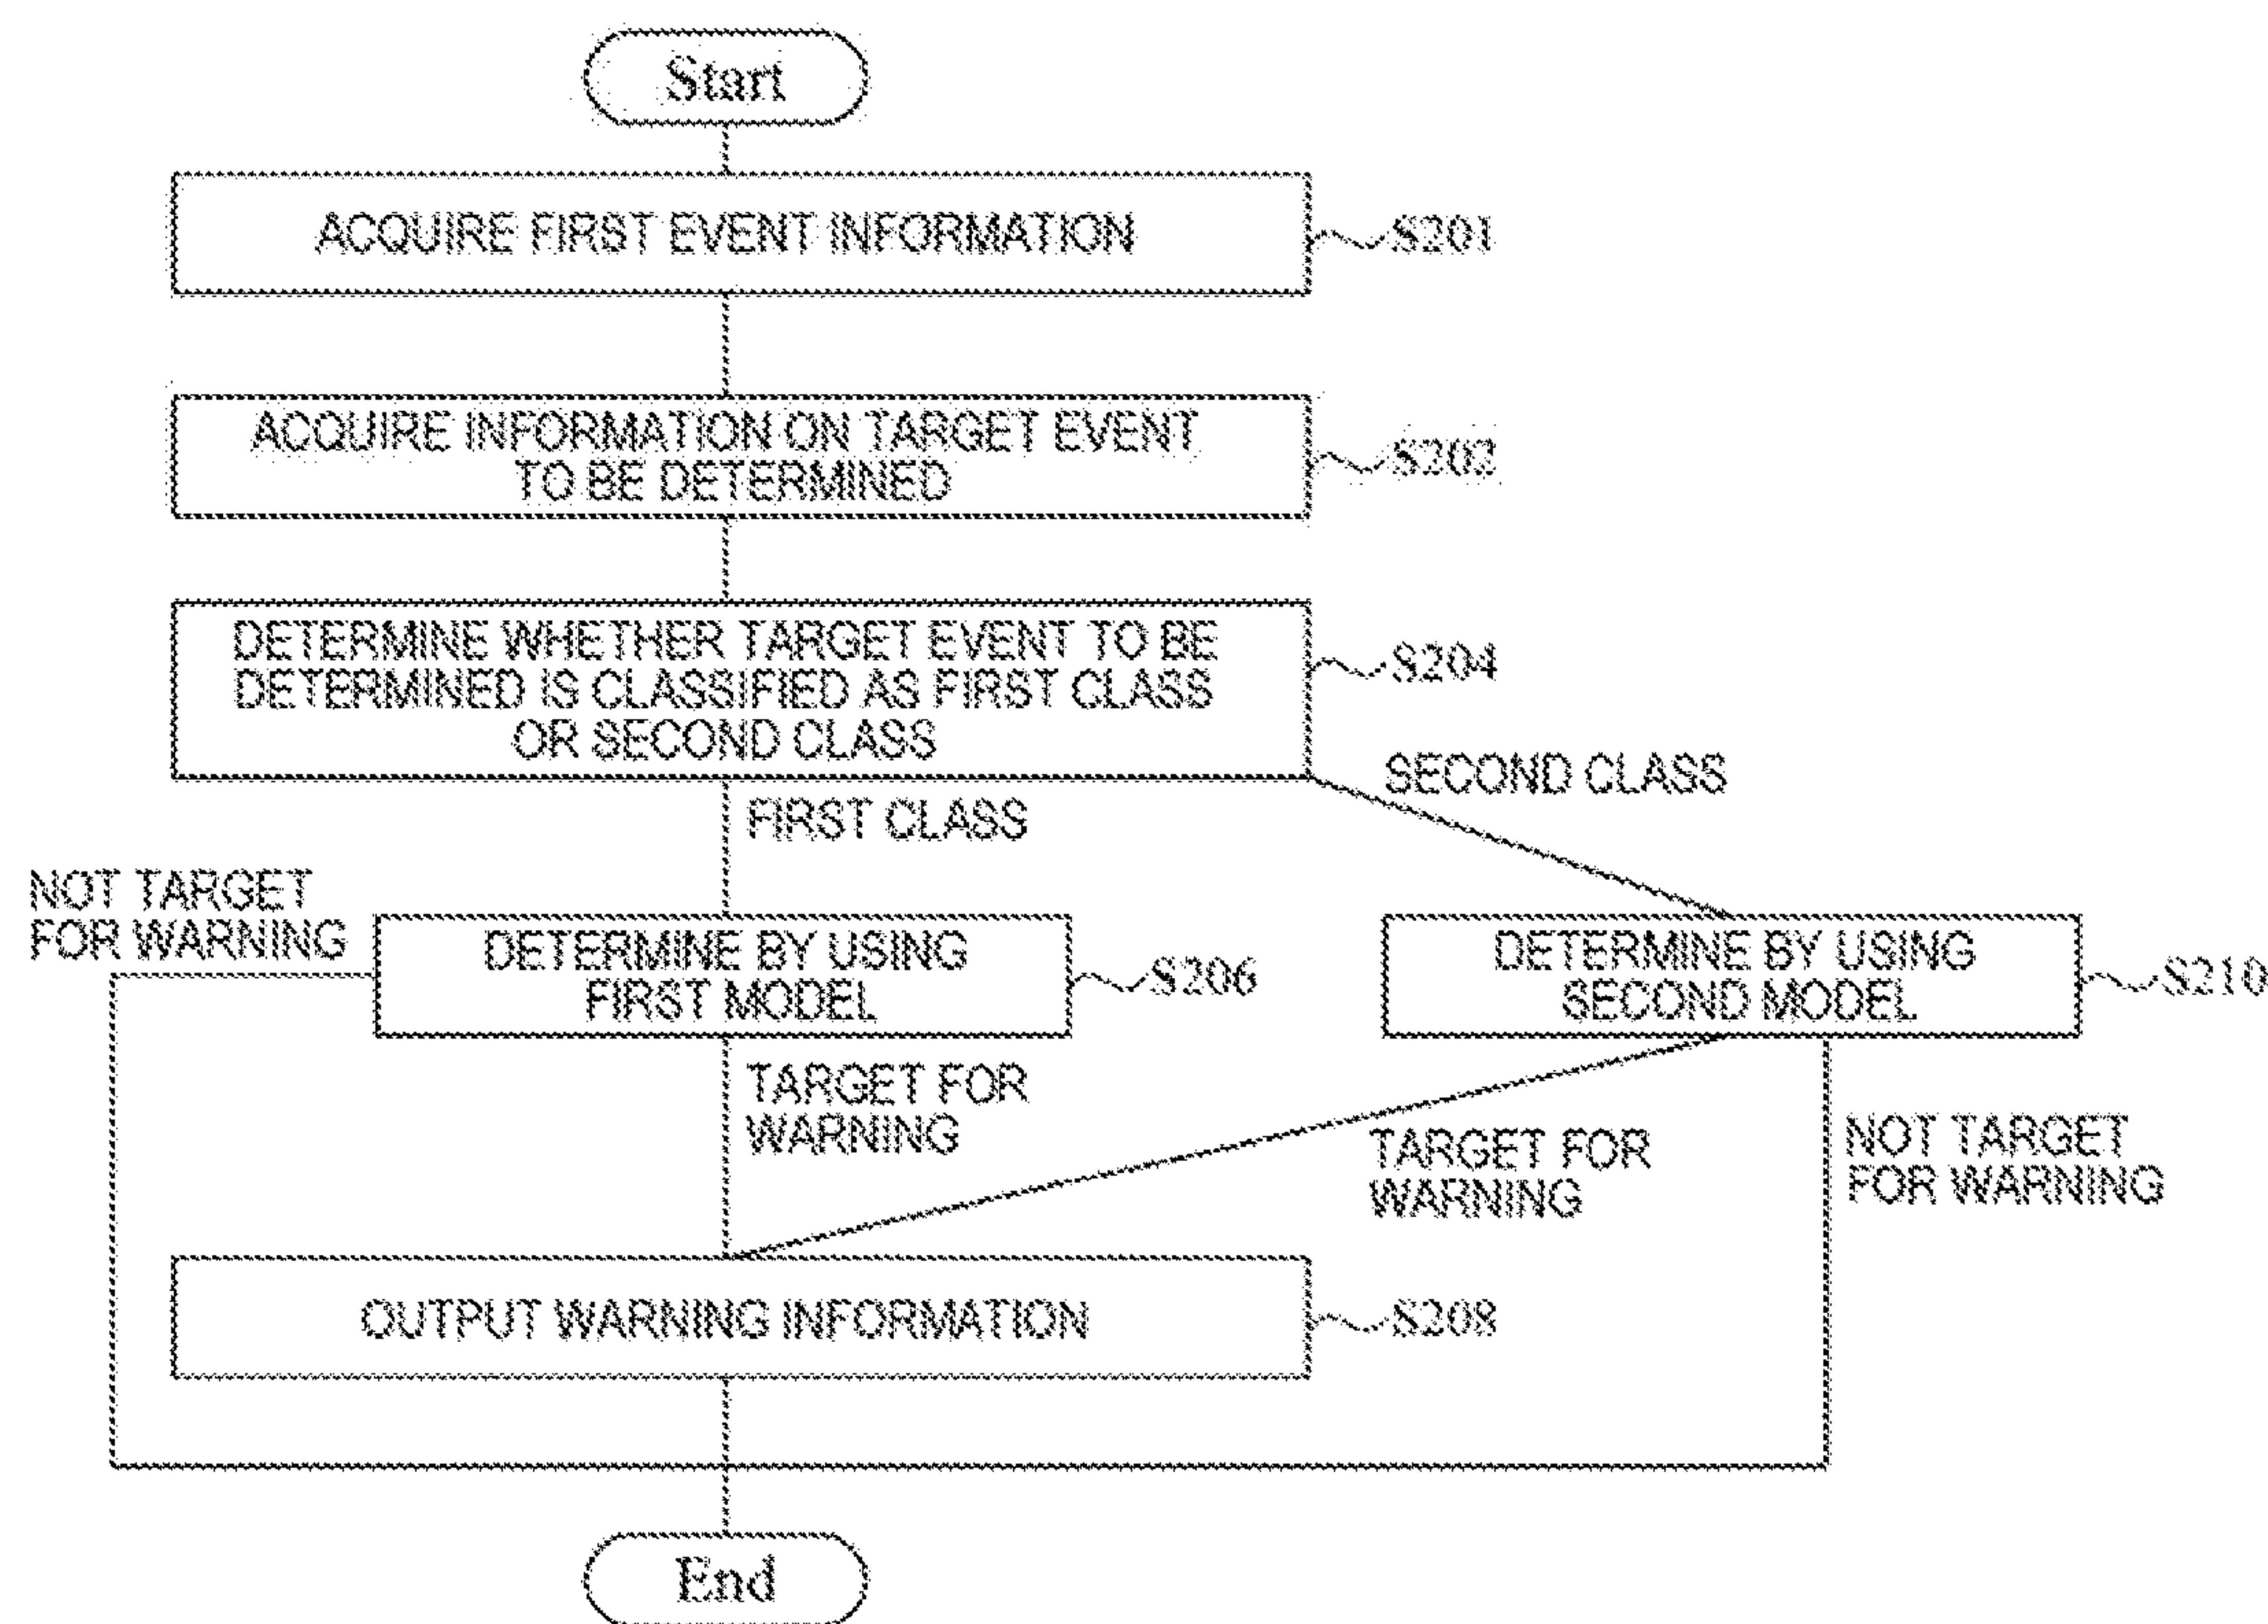 Start
ACQUIRE FIRST EVENT INFORMATION
S201
ACQUIRE INFORMATION ON TARGET EVENT
TO BE DETERMINED
S202
DETERMINE WHETHER TARGET EVENT TO BE
DETERMINED IS CLASSIFIED AS FIRST CLASS
OR SECOND CLASS
S204
SECOND CLASS
FIRST CLASS
NOT TARGET
FOR WARNING
DETERMINE BY USING
FIRST MODEL
S206
DETERMINE BY USING
SECOND MODEL
S210
TARGET FOR
WARNING
TARGET FOR
WARNING
NOT TARGET
FOR WARNING
OUTPUT WARNING INFORMATION
S208
End